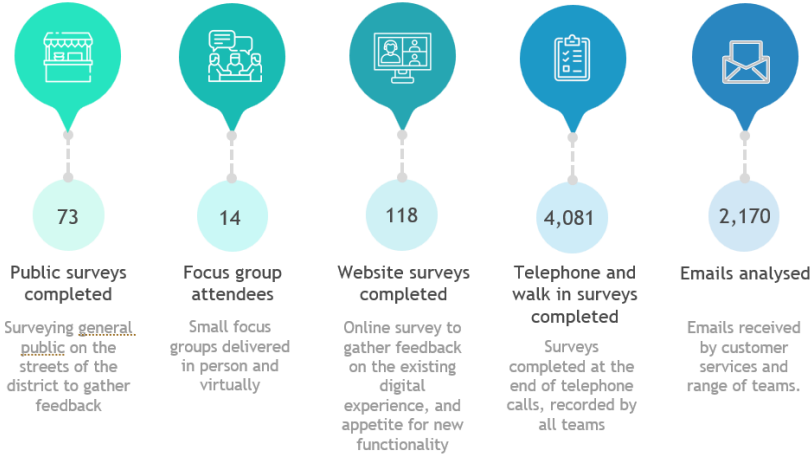 73
Public surveys
completed
Surveying general
public on the
streets of the
district to gather
feedback
14
Focus group
attendees
Small focus
groups delivered
in person and
virtually
118
Website surveys
completed
Online survey to
gather feedback
on the existing
digital
experience, and
appetite for new
functionality
4,081
Telephone and
walk in surveys
completed
Surveys
completed at the
end of telephone
calls, recorded by
all teams
2,170
Emails analysed
Emails received
by customer
services and
range of teams.